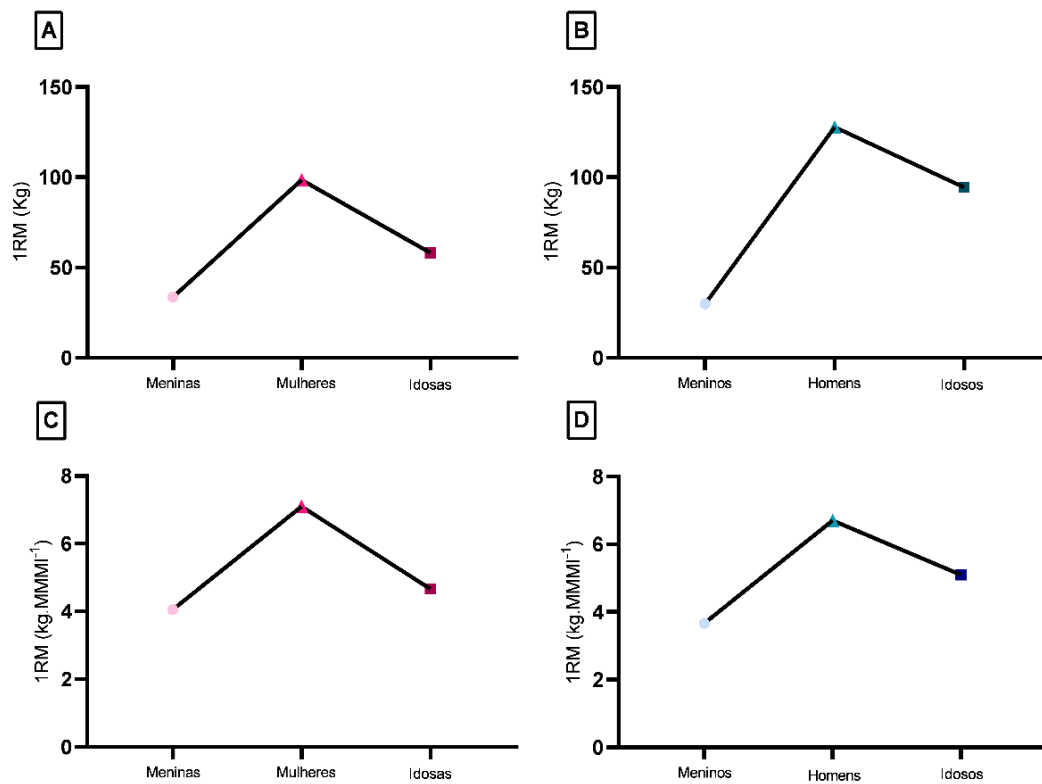 A
150
100
50
0
1RM (Kg)
Meninas
Mulheres
Idosas
B
150
100
50
0
1RM (Kg)
Meninos
Homens
Idosos
C
8
6
4
2
0
1RM (kg.MMMI⁻¹)
Meninas
Mulheres
Idosas
D
8
6
4
2
0
1RM (kg.MMMI⁻¹)
Meninos
Homens
Idosos